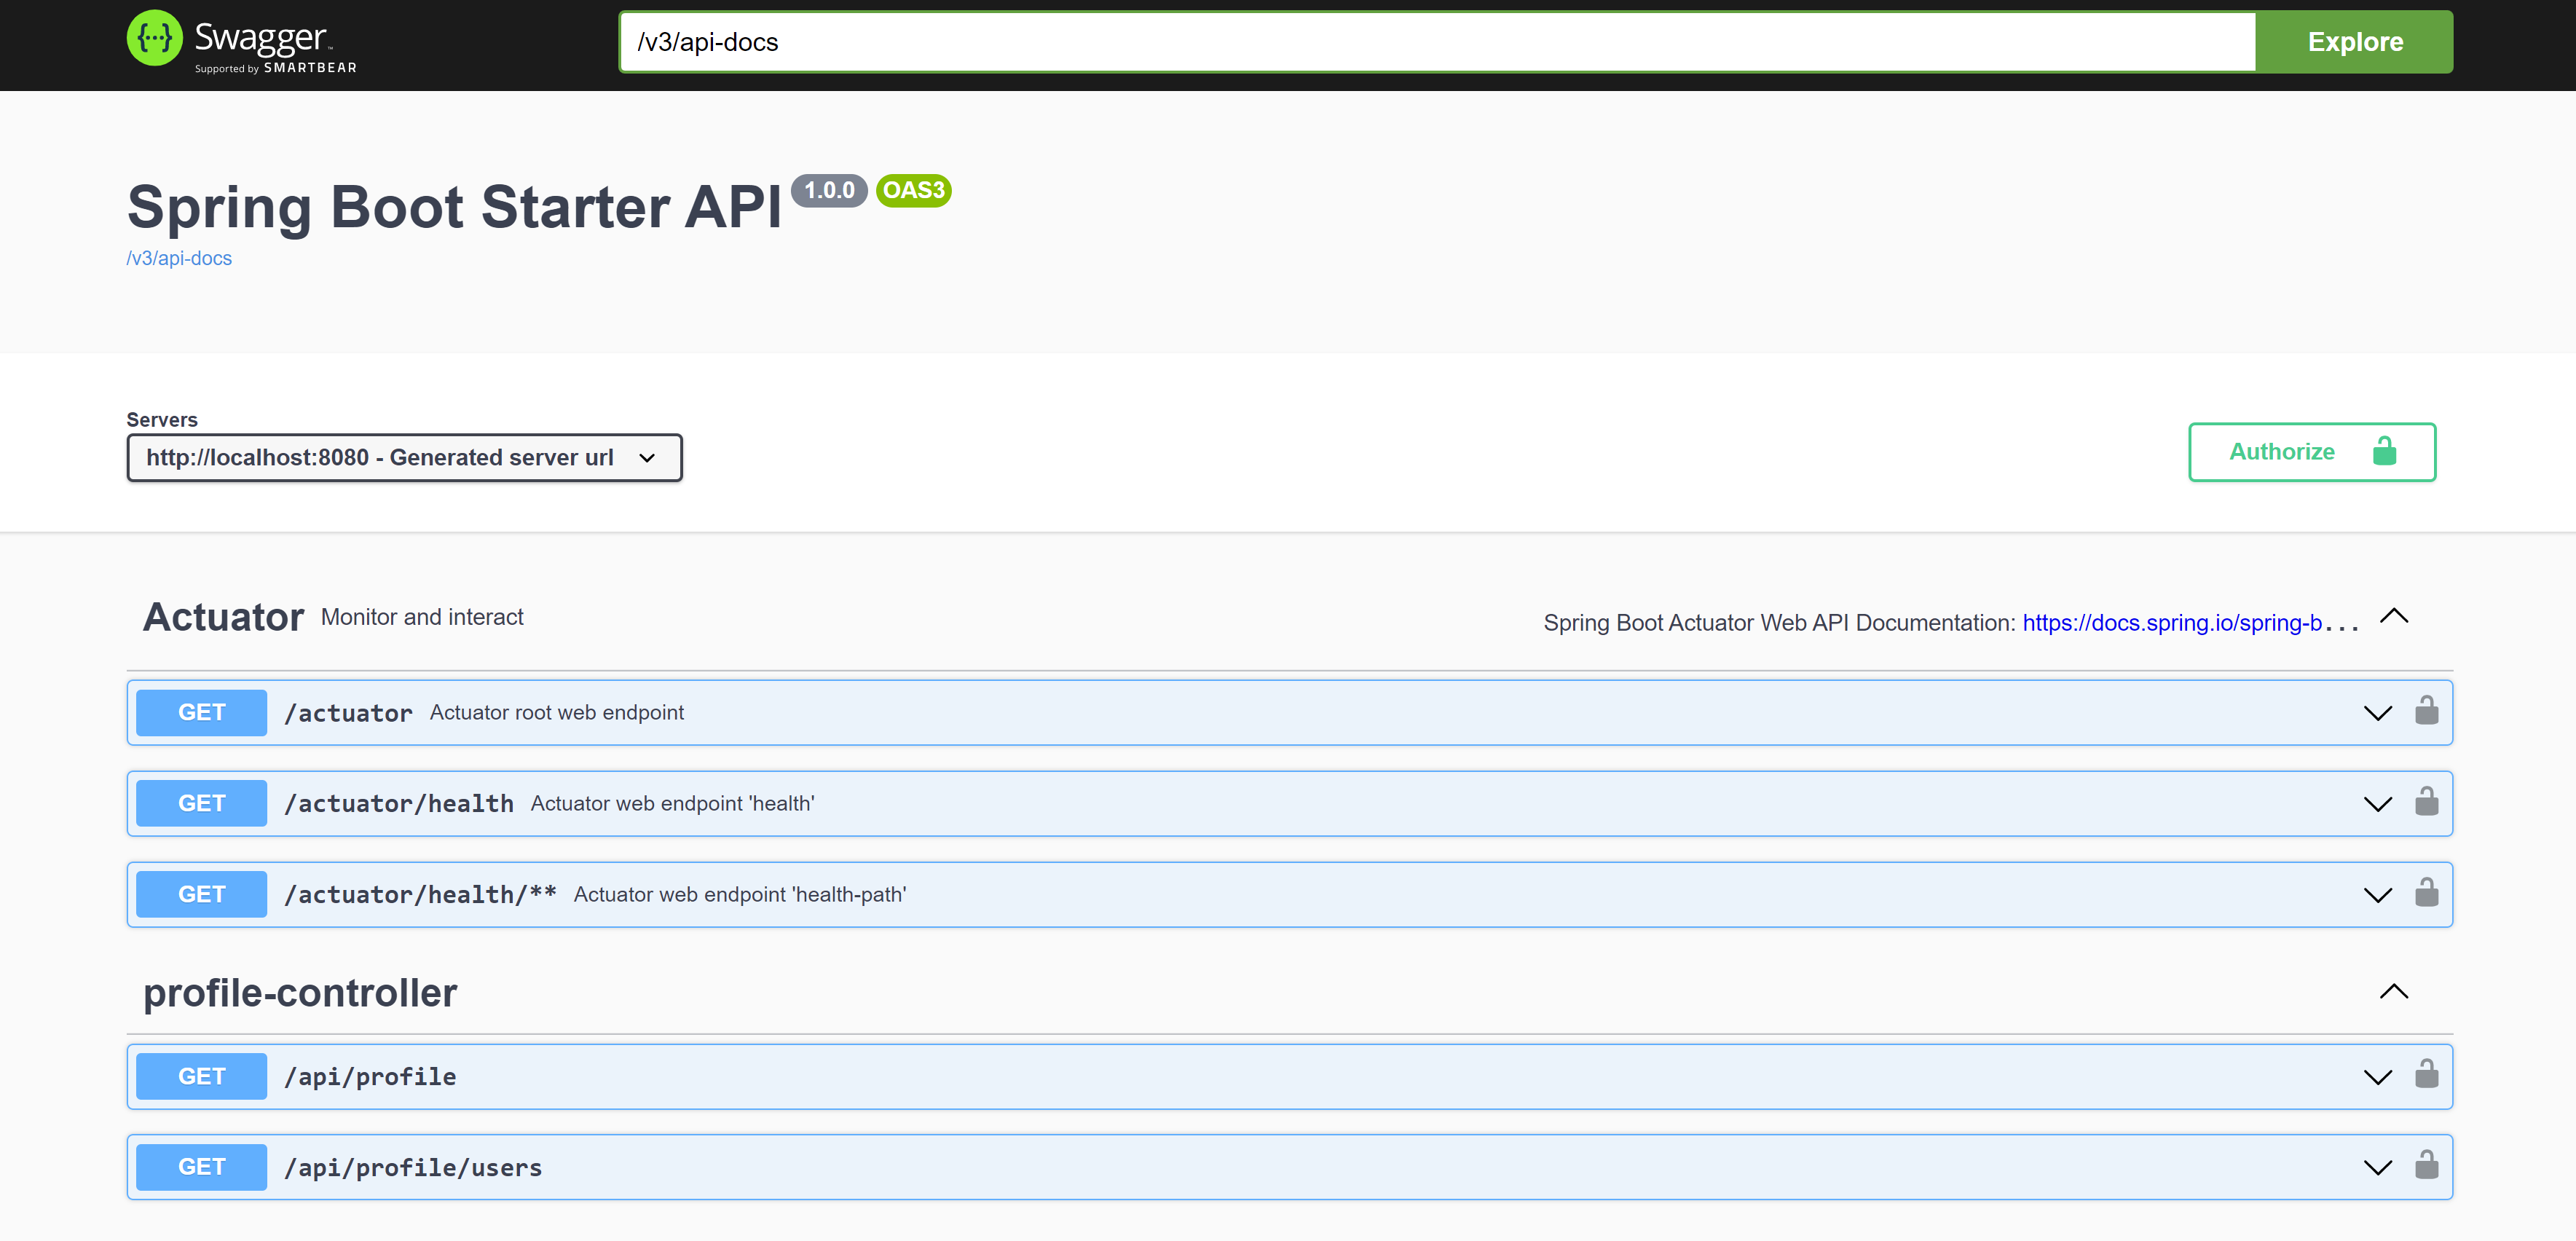 {···} Swagger™
Supported by SMARTBEAR
/v3/api-docs
Explore
Spring Boot Starter API 1.0.0 OAS3
/v3/api-docs
Servers
http://localhost:8080 - Generated server url
Authorize
Actuator Monitor and interact Spring Boot Actuator Web API Documentation: https://docs.spring.io/spring-b...
GET /actuator Actuator root web endpoint
GET /actuator/health Actuator web endpoint 'health'
GET /actuator/health/** Actuator web endpoint 'health-path'
profile-controller
GET /api/profile
GET /api/profile/users